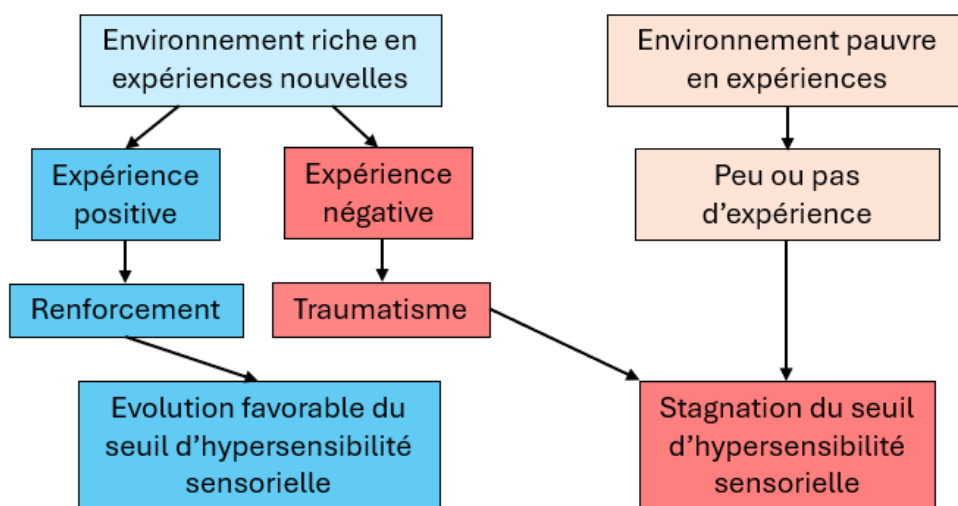 Environnement riche en
expériences nouvelles
Environnement pauvre
en expériences
Expérience
positive
Expérience
négative
Peu ou pas
d'expérience
Renforcement
Traumatisme
Evolution favorable du
seuil d'hypersensibilité
sensorielle
Stagnation du seuil
d'hypersensibilité
sensorielle